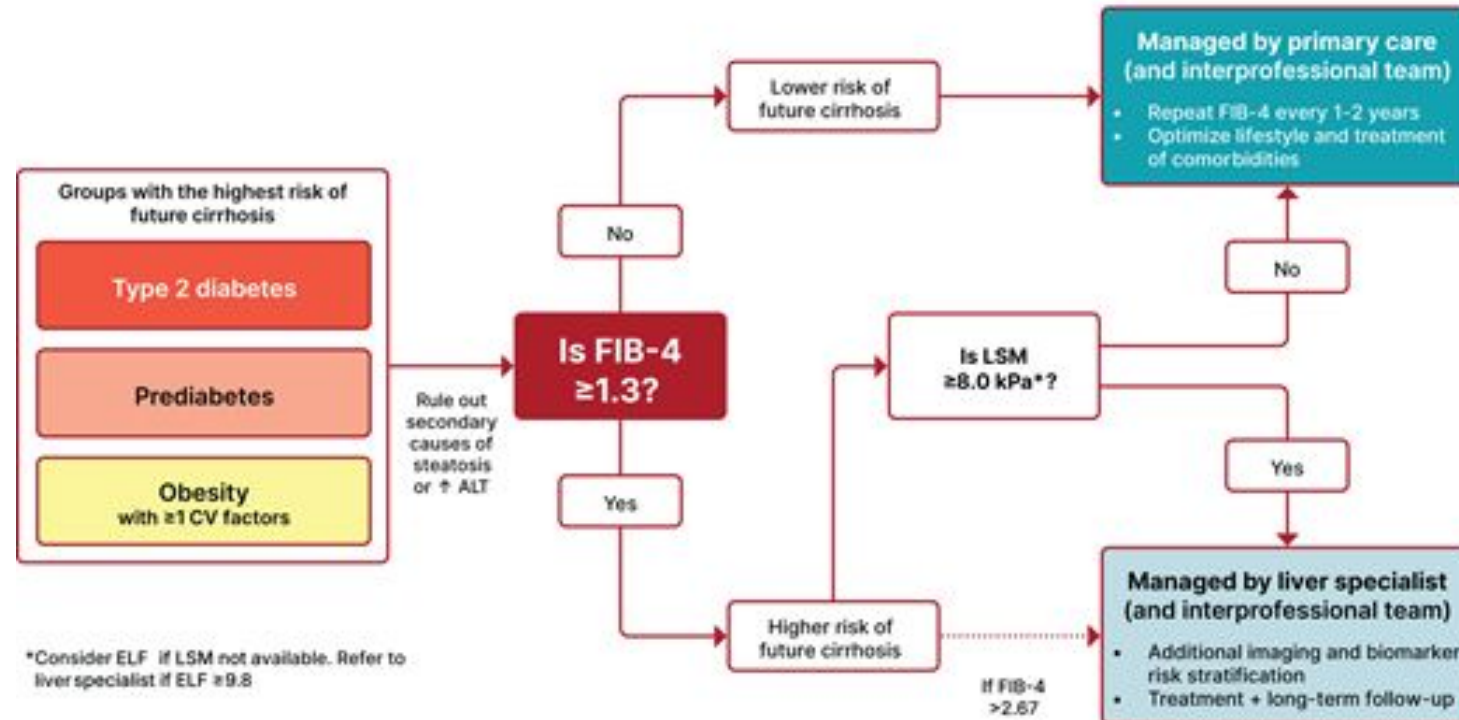 Groups with the highest risk of
future cirrhosis
Type 2 diabetes
Prediabetes
Obesity
with ≥1 CV factors
Rule out
secondary
causes of
steatosis
or ↑ ALT
Is FIB-4
≥1.3?
No
Lower risk of
future cirrhosis
Managed by primary care
(and interprofessional team)
• Repeat FIB-4 every 1-2 years
• Optimize lifestyle and treatment
of comorbidities
Yes
Higher risk of
future cirrhosis
Is LSM
≥8.0 kPa*?
No
Yes
If FIB-4
>2.67
Managed by liver specialist
(and interprofessional team)
• Additional imaging and biomarker
risk stratification
• Treatment + long-term follow-up
*Consider ELF if LSM not available. Refer to
liver specialist if ELF ≥9.8